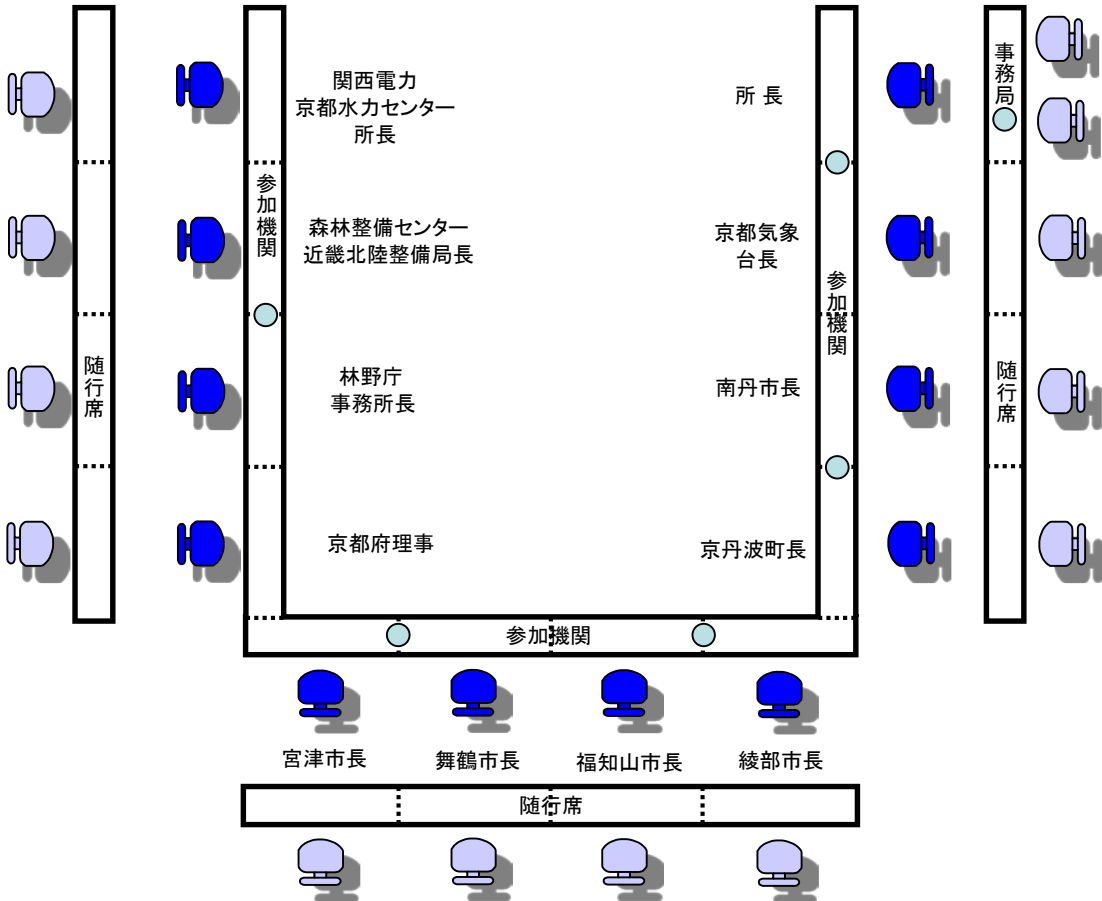 関西電力
京都水力センター
所長
所 長
事務局
参加機関
森林整備センター
近畿北陸整備局長
京都気象
台長
参加機関
随行席
林野庁
事務所長
南丹市長
随行席
京都府理事
京丹波町長
参加機関
宮津市長
舞鶴市長
福知山市長
綾部市長
随行席